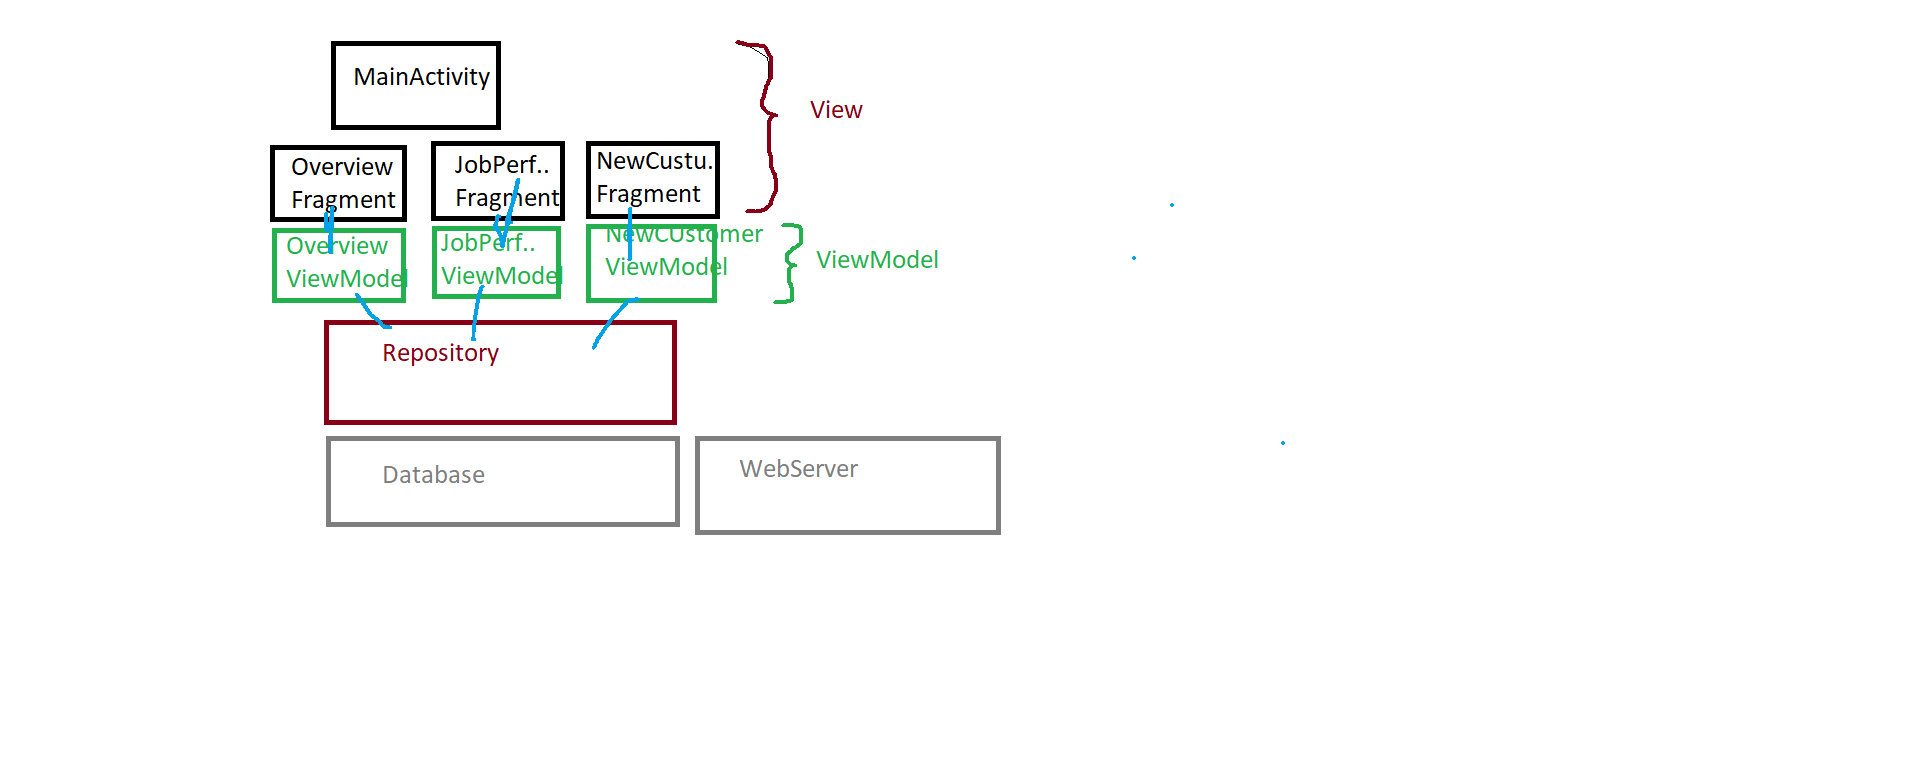 MainActivity
View
Overview
Fragment
JobPerf..
Fragment
NewCustu.
Fragment
Overview
ViewModel
JobPerf..
ViewModel
NewCUstomer
ViewModel
ViewModel
Repository
Database
WebServer